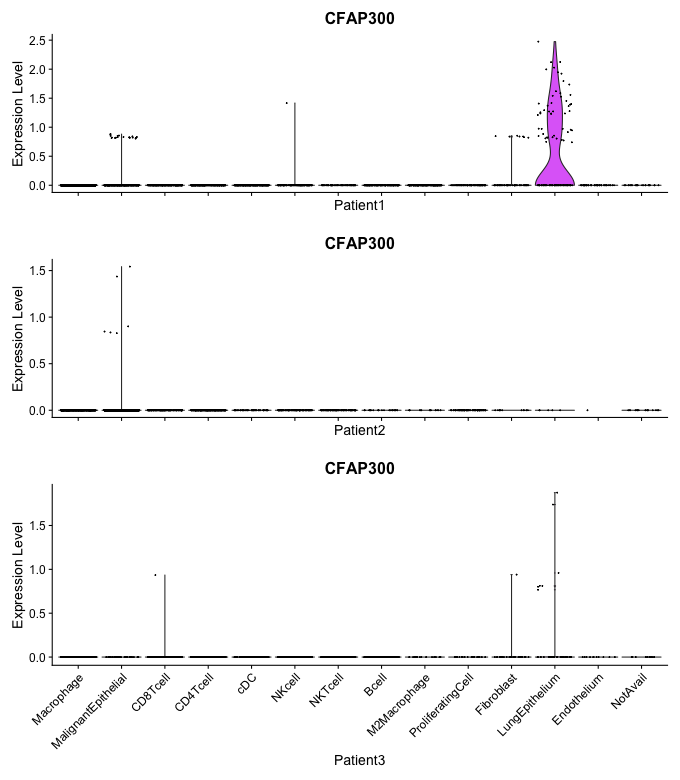 CFAP300
Expression Level
2.5
2.0
1.5
1.0
0.5
0.0
Patient1
CFAP300
Expression Level
1.5
1.0
0.5
0.0
Patient2
CFAP300
Expression Level
1.5
1.0
0.5
0.0
Macrophage
MalignantEpithelial
CD8Tcell
CD4Tcell
cDC
NKcell
NKTcell
Bcell
M2Macrophage
ProliferatingCell
Fibroblast
LungEpithelium
Endothelium
NotAvail
Patient3